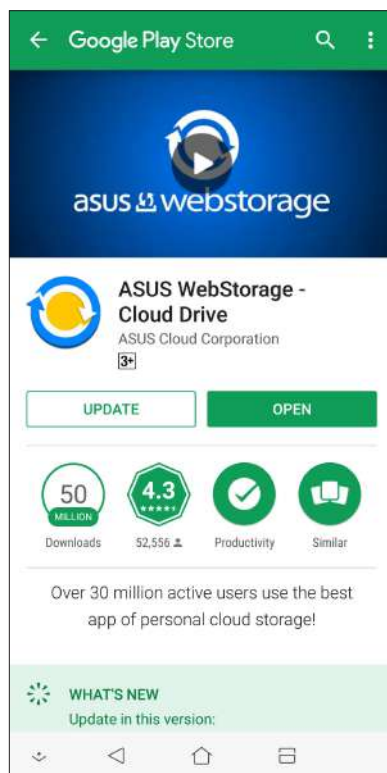 Google Play Store
asus webstorage
ASUS WebStorage -
Cloud Drive
ASUS Cloud Corporation
3+
UPDATE
OPEN
50
MILLION
Downloads
4.3
52,556
Productivity
Similar
Over 30 million active users use the best
app of personal cloud storage!
WHAT'S NEW
Update in this version: